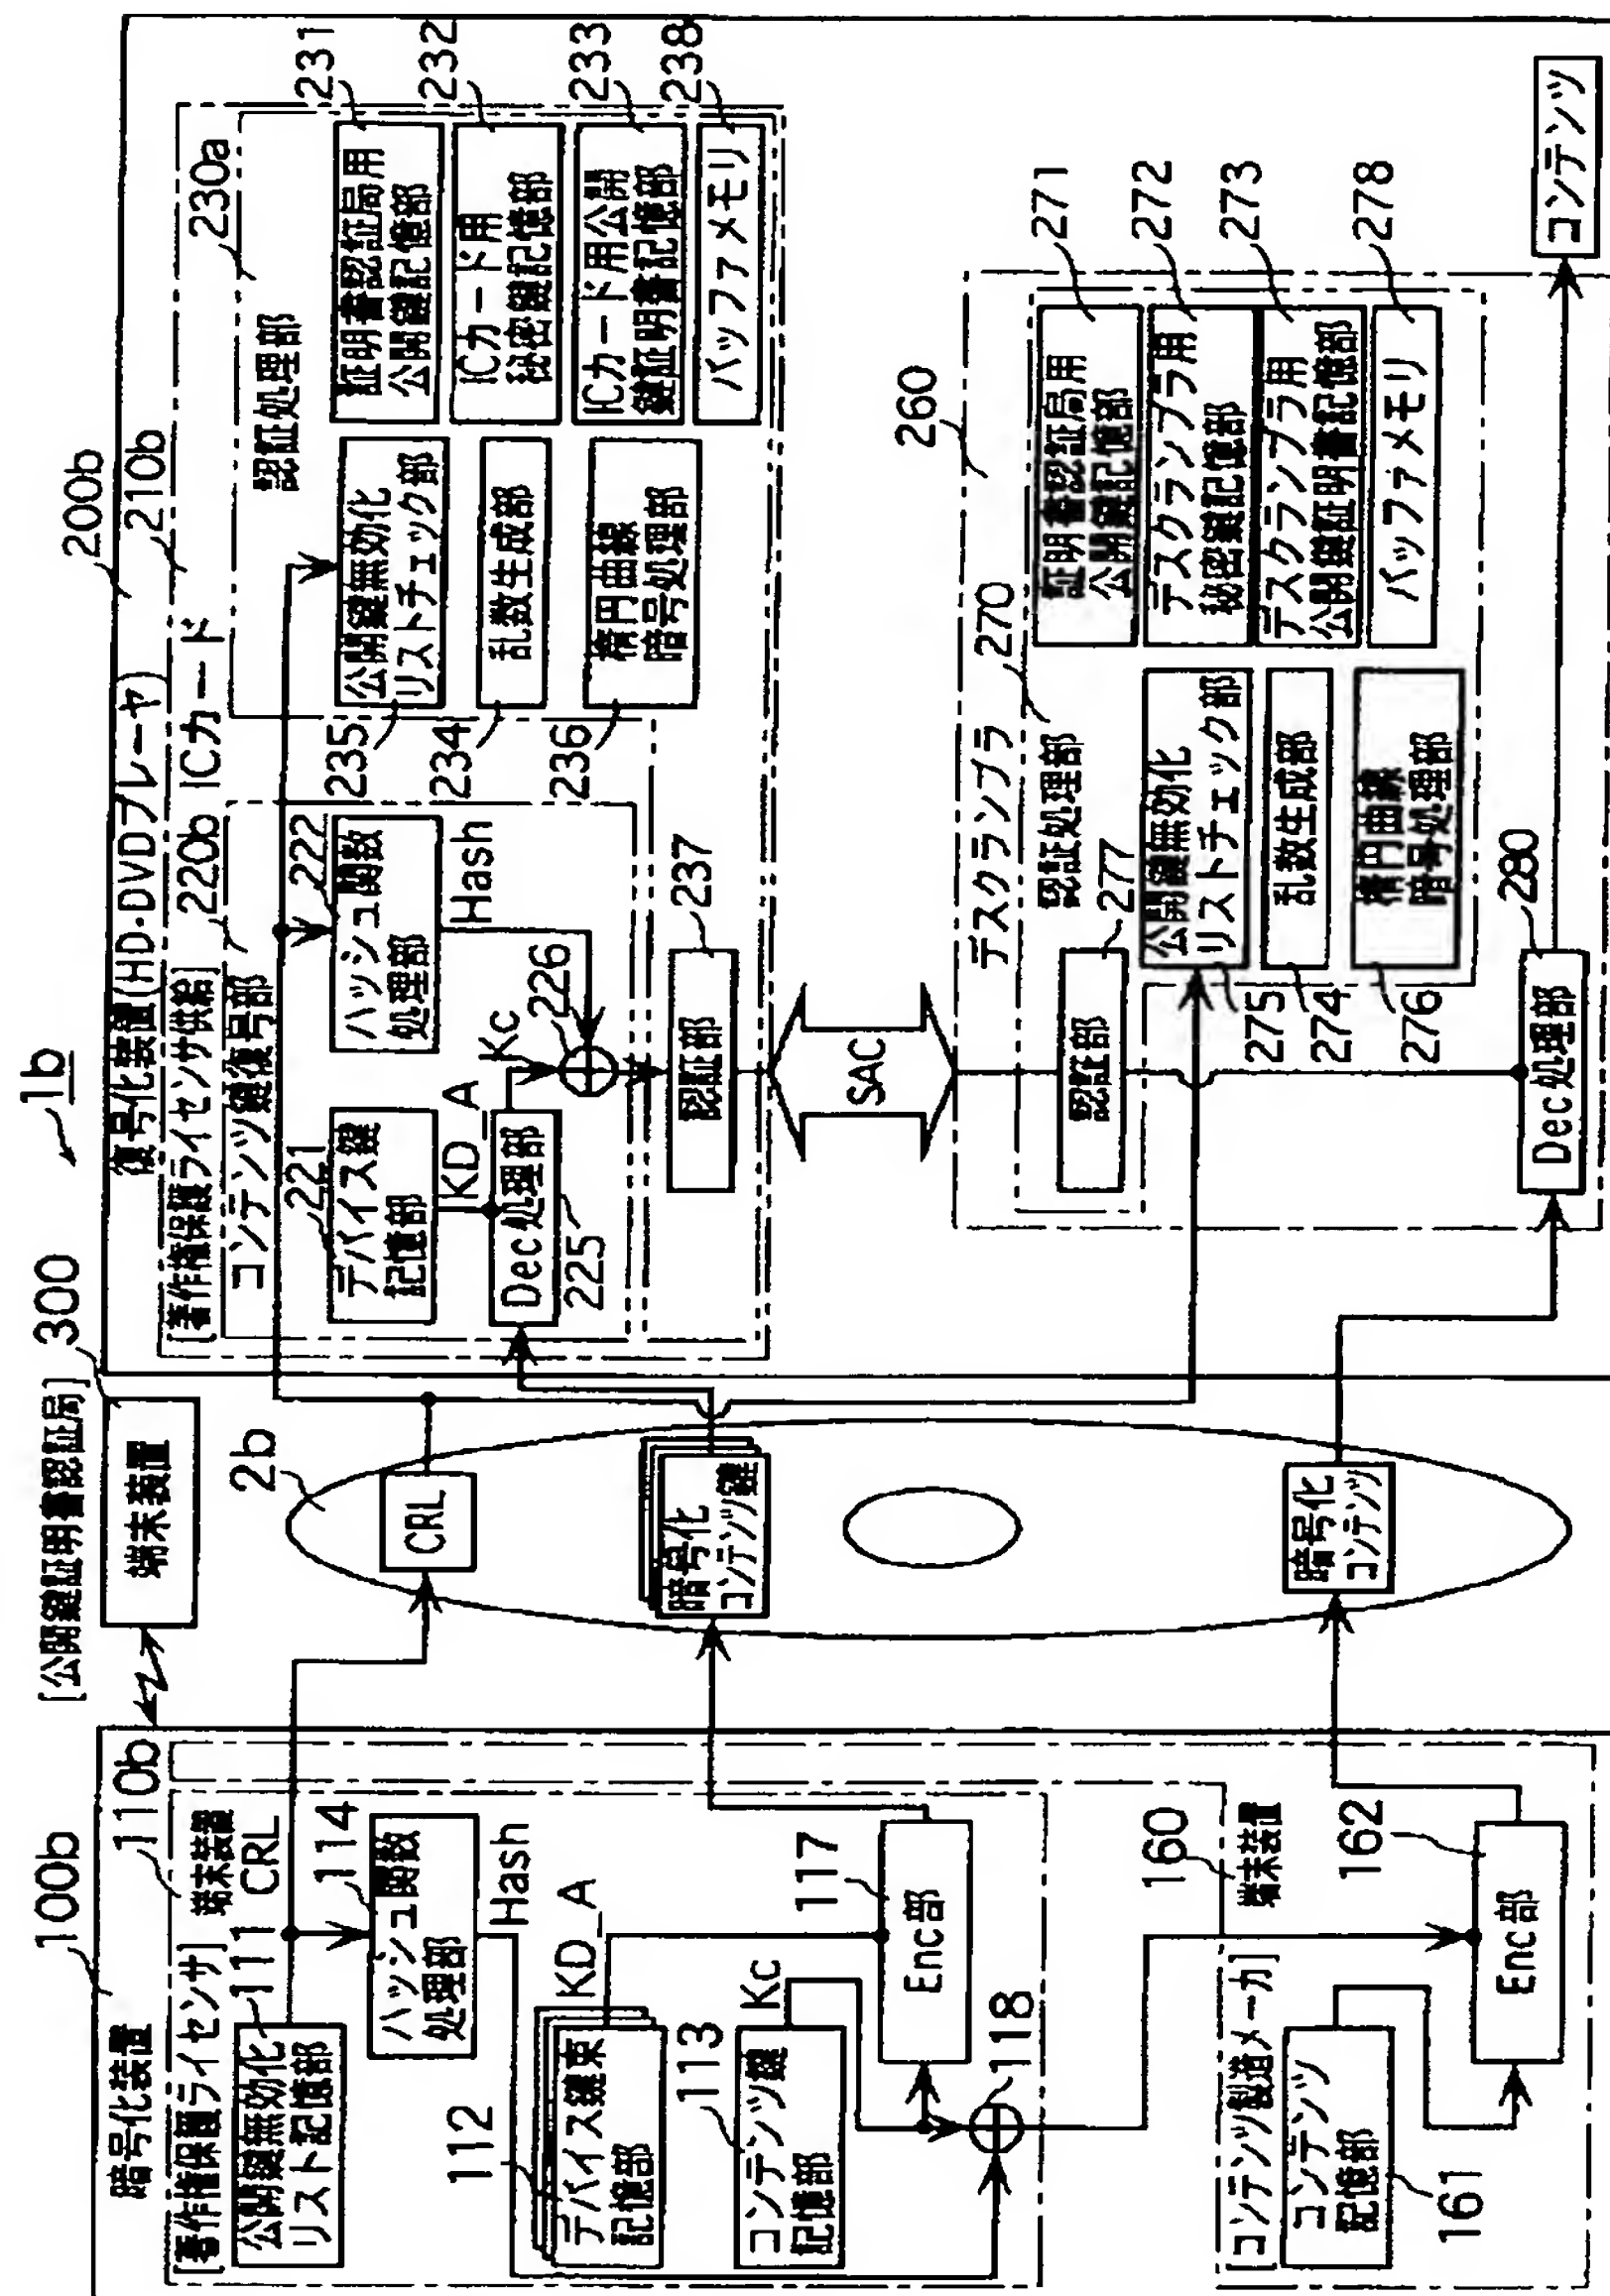 1b
100b
暗号化装置
110b
[著作権保護ライセンサ]
端末装置
111
CRL
公開鍵無効化
リスト記憶部
114
ハッシュ関数
処理部
Hash
112
デバイス鍵束
記憶部
KD_A
113
コンテンツ鍵
記憶部
Kc
117
Enc部
118
160
[コンテンツ製造メーカ]
端末装置
コンテンツ
記憶部
161
162
Enc部
[公開鍵証明書認証局]
300
端末装置
2b
CRL
暗号化
コンテンツ鍵
暗号化
コンテンツ
200b
復号化装置(HD・DVDプレーヤ)
210b
[著作権保護ライセンサ供給]
ICカード
220b
コンテンツ鍵復号部
221
デバイス鍵
記憶部
KD_A
222
ハッシュ関数
処理部
Hash
Dec処理部
225
Kc
226
230a
認証処理部
公開鍵無効化
リストチェック部
235
乱数生成部
234
楕円曲線
暗号処理部
236
証明書認証局用
公開鍵記憶部
231
ICカード用
秘密鍵記憶部
232
ICカード用公開
鍵証明書記憶部
233
バッファメモリ
238
認証部
237
SAC
260
デスクランブラ
270
認証処理部
認証部
277
公開鍵無効化
リストチェック部
275
乱数生成部
274
楕円曲線
暗号処理部
276
証明書認証局用
公開鍵記憶部
271
デスクランブラ用
秘密鍵記憶部
272
デスクランブラ用
公開鍵証明書記憶部
273
バッファメモリ
278
Dec処理部
280
コンテンツ